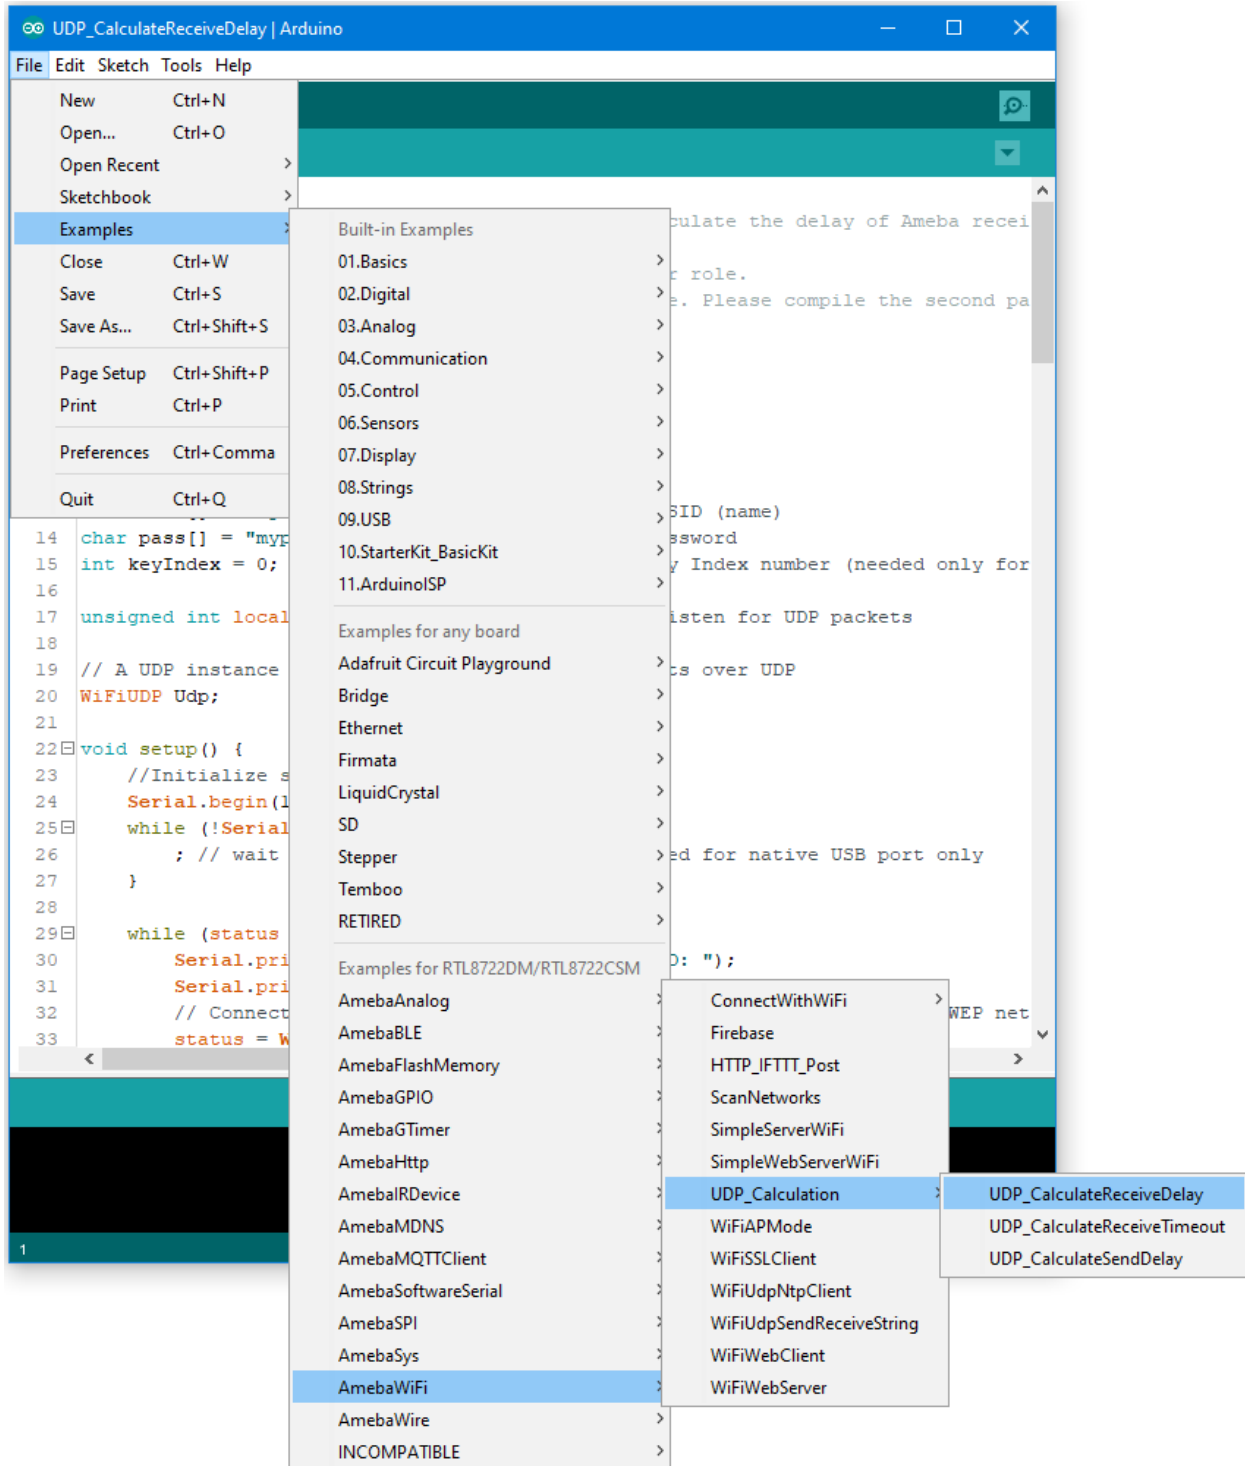 UDP_CalculateReceiveDelay | Arduino
File Edit Sketch Tools Help
New Ctrl+N
Open... Ctrl+O
Open Recent
Sketchbook
Examples
Close Ctrl+W
Save Ctrl+S
Save As... Ctrl+Shift+S
Page Setup Ctrl+Shift+P
Print Ctrl+P
Preferences Ctrl+Comma
Quit Ctrl+Q
Built-in Examples
01.Basics
02.Digital
03.Analog
04.Communication
05.Control
06.Sensors
07.Display
08.Strings
09.USB
10.StarterKit_BasicKit
11.ArduinoISP
Examples for any board
Adafruit Circuit Playground
Bridge
Ethernet
Firmata
LiquidCrystal
SD
Stepper
Temboo
RETIRED
Examples for RTL8722DM/RTL8722CSM
AmebaAnalog
AmebaBLE
AmebaFlashMemory
AmebaGPIO
AmebaGTimer
AmebaHttp
AmebaIRDevice
AmebaMDNS
AmebaMQTTClient
AmebaSoftwareSerial
AmebaSPI
AmebaSys
AmebaWiFi
AmebaWire
INCOMPATIBLE
ConnectWithWiFi
Firebase
HTTP_IFTTT_Post
ScanNetworks
SimpleServerWiFi
SimpleWebServerWiFi
UDP_Calculation
WiFiAPMode
WiFiSSLClient
WiFiUdpNtpClient
WiFiUdpSendReceiveString
WiFiWebClient
WiFiWebServer
UDP_CalculateReceiveDelay
UDP_CalculateReceiveTimeout
UDP_CalculateSendDelay
culate the delay of Ameba recei
r role.
e. Please compile the second pa
SID (name)
14 char pass[] = "myp ssword
15 int keyIndex = 0; y Index number (needed only for
16
17 unsigned int local isten for UDP packets
18
19 // A UDP instance ts over UDP
20 WiFiUDP Udp;
21
22 void setup() {
23 //Initialize s
24 Serial.begin(1
25 while (!Serial
26 ; // wait ed for native USB port only
27 }
28
29 while (status
30 Serial.pri D: ");
31 Serial.pri
32 // Connect WEP net
33 status = W
1